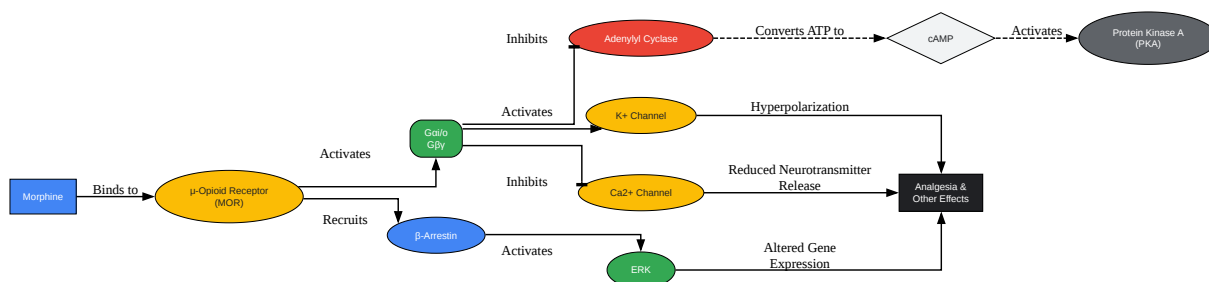 Inhibits
Adenylyl Cyclase
Converts ATP to
cAMP
Activates
Protein Kinase A
(PKA)
Activates
K+ Channel
Hyperpolarization
Gαi/o
Gβγ
Activates
Morphine
Binds to
μ-Opioid Receptor
(MOR)
Inhibits
Ca2+ Channel
Reduced Neurotransmitter
Release
Analgesia &
Other Effects
Recruits
β-Arrestin
Activates
ERK
Altered Gene
Expression